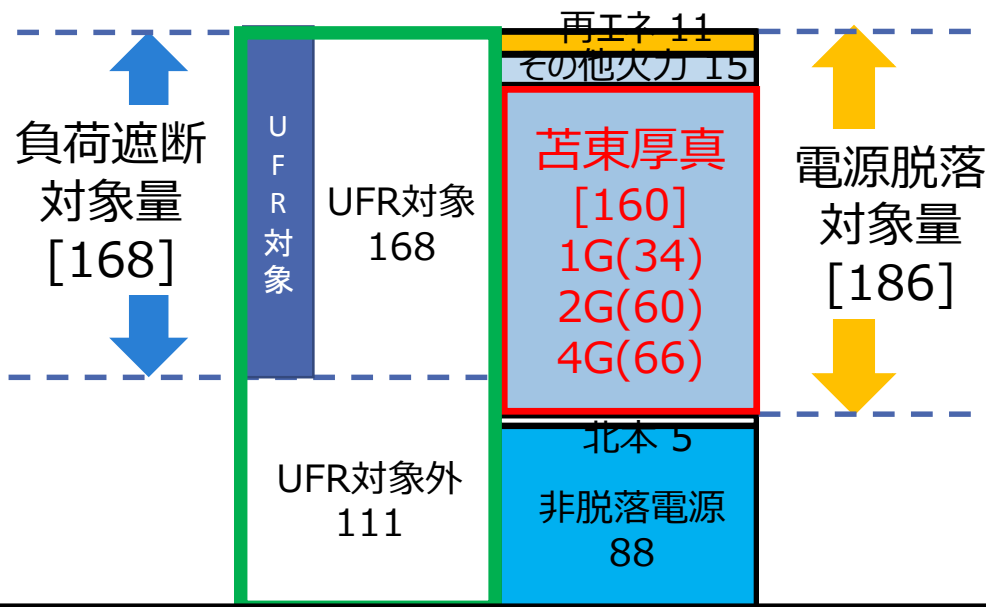 負荷遮断
対象量
[168]
UFR対象
UFR対象
168
UFR対象外
111
再エネ 11
その他火力 15
苫東厚真
[160]
1G(34)
2G(60)
4G(66)
北本 5
非脱落電源
88
電源脱落
対象量
[186]